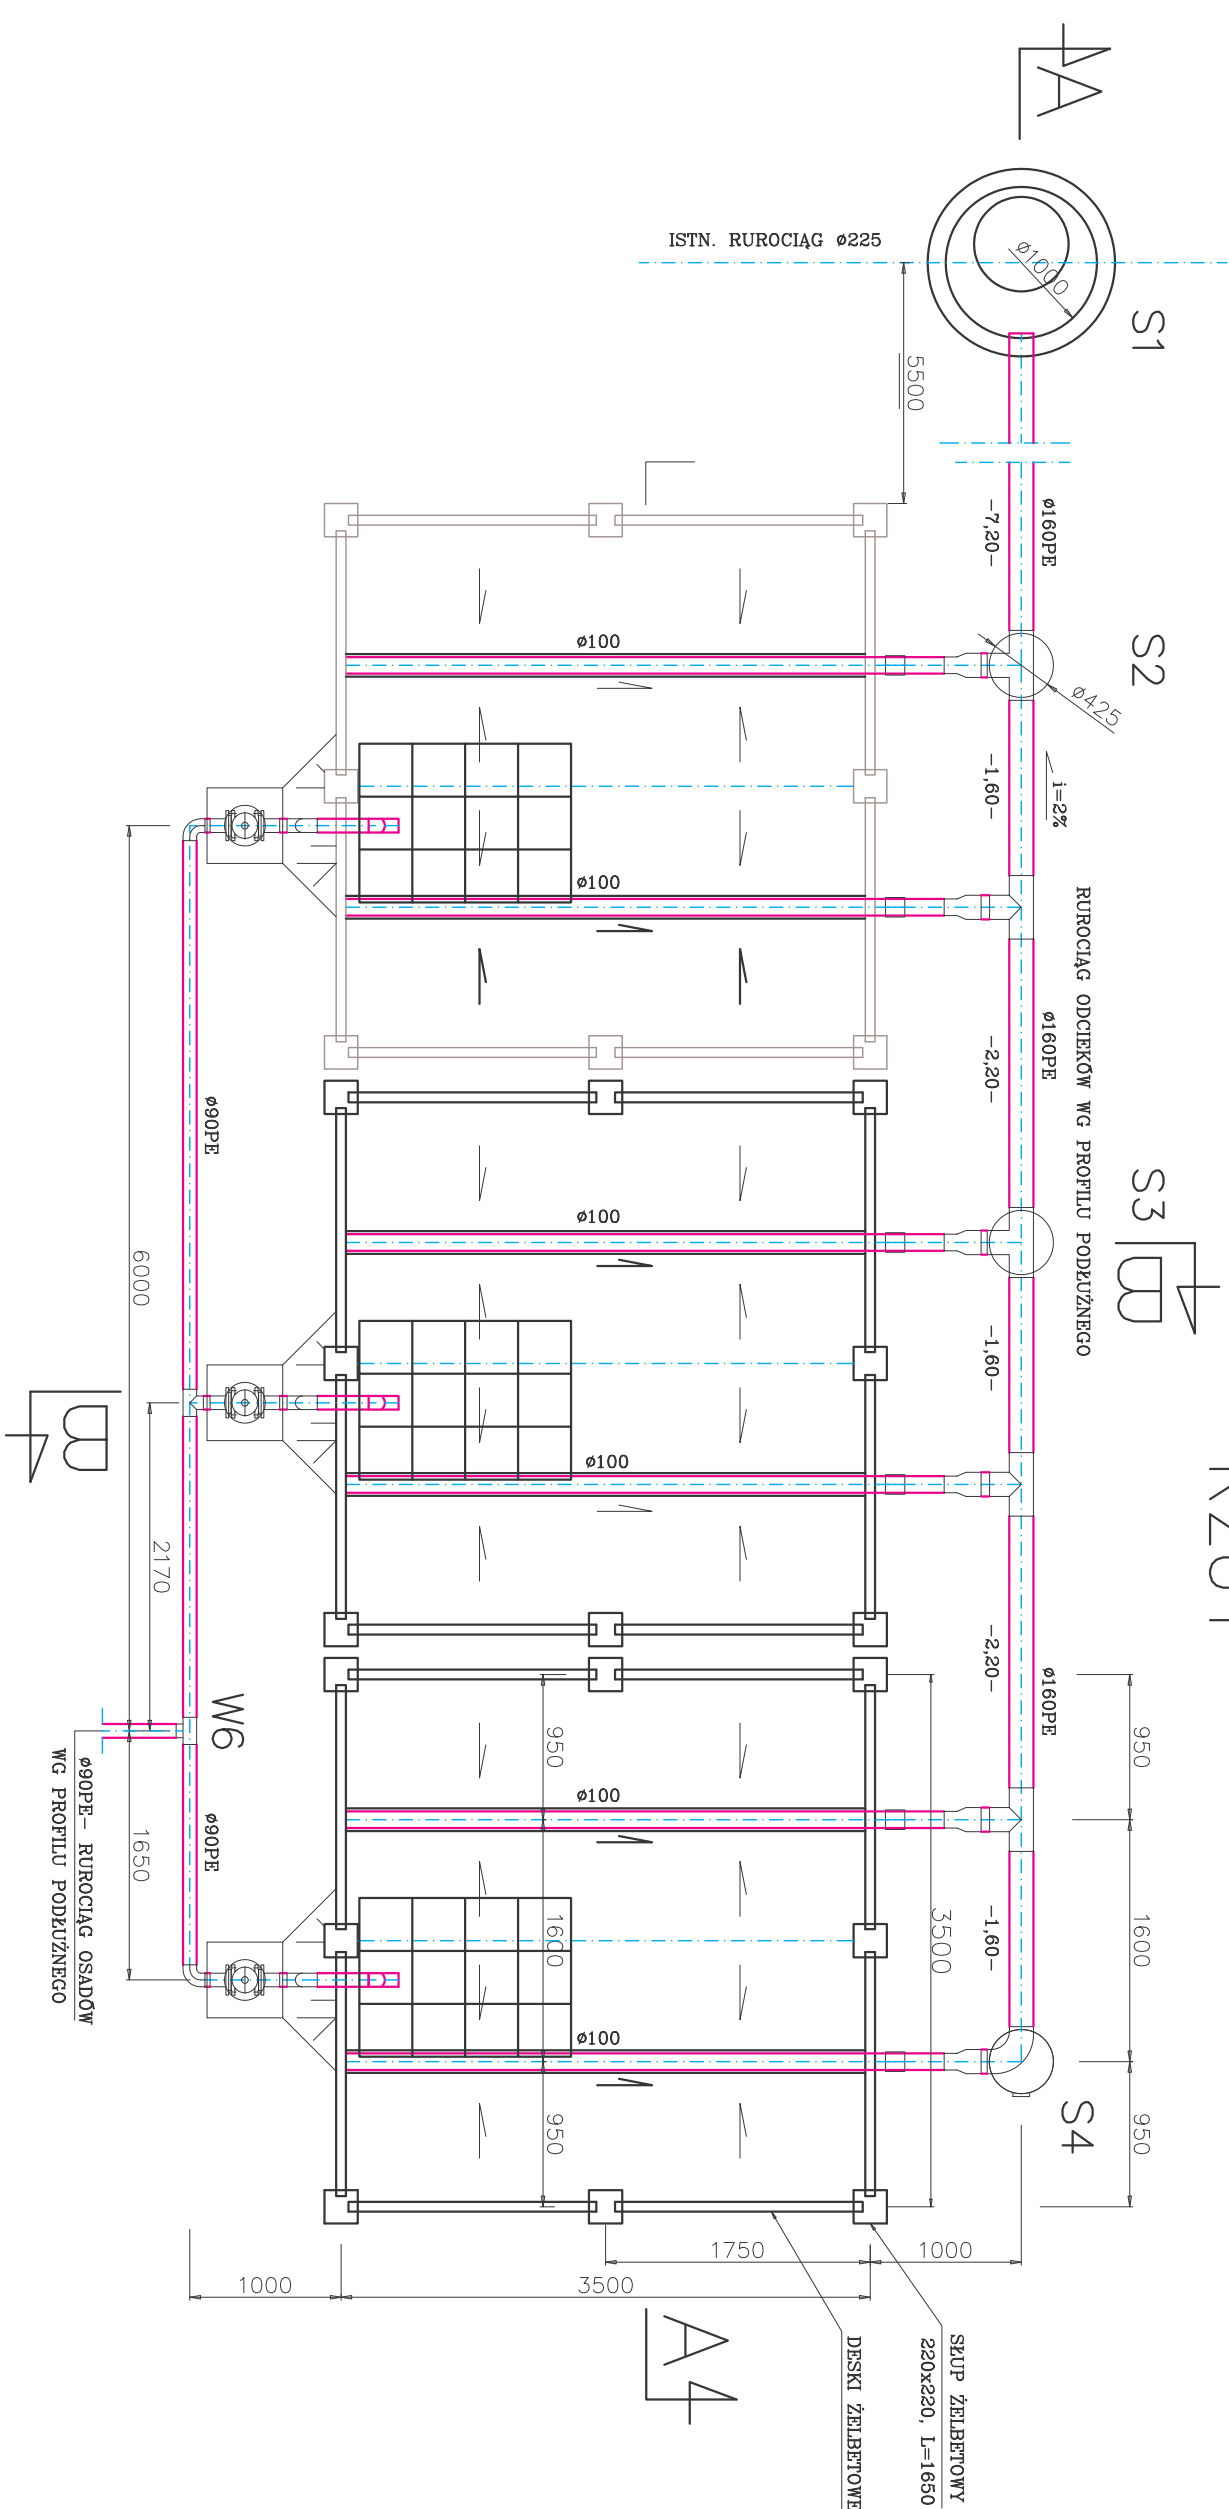 A
ISTN. RUROCIĄG ø225
ø1000
S1
5500
ø160PE
-7,20-
S2
ø425
ø100
i=2%
-1,60-
ø100
RUROCIĄG ODCIEKÓW WG PROFILU PODŁUŻNEGO
ø160PE
-2,20-
ø90PE
S3
B
ø100
6000
-1,60-
B
ø100
2170
-2,20-
ø160PE
W6
950
950
ø90PE- RUROCIĄG OSADÓW
WG PROFILU PODŁUŻNEGO
ø100
ø90PE
1650
1600
3500
-1,60-
1600
ø100
S4
950
950
1750
1000
1000
3500
A
SŁUP ŻELBETOWY
220x220, L=1650
DESKI ŻELBETOWE